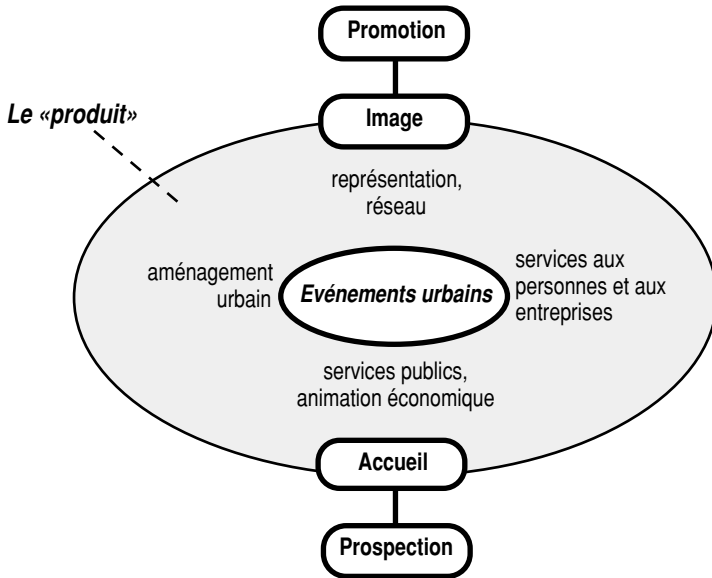 Promotion
Le «produit»
Image
représentation,
réseau
aménagement
urbain
Evénements urbains
services aux
personnes et aux
entreprises
services publics,
animation économique
Accueil
Prospection